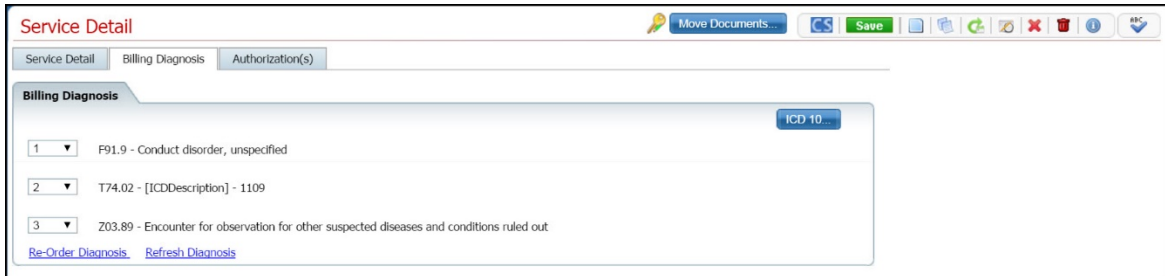 Service Detail
Move Documents...
CS
Save
ABC
Service Detail Billing Diagnosis Authorization(s)
Billing Diagnosis
ICD 10...
1 F91.9 - Conduct disorder, unspecified
2 T74.02 - [ICDDescription] - 1109
3 Z03.89 - Encounter for observation for other suspected diseases and conditions ruled out
Re-Order Diagnosis Refresh Diagnosis